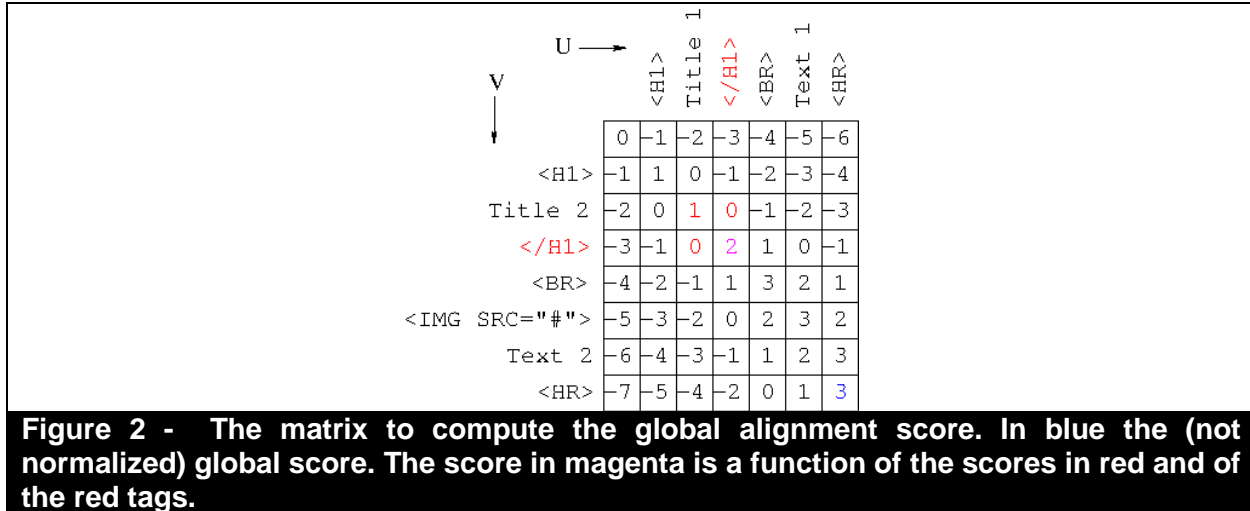 U
V
<H1> Title 1 </H1> <BR> Text 1 <HR>
0 −1 −2 −3 −4 −5 −6
<H1> −1 1 0 −1 −2 −3 −4
Title 2 −2 0 1 0 −1 −2 −3
</H1> −3 −1 0 2 1 0 −1
<BR> −4 −2 −1 1 3 2 1
<IMG SRC="#"> −5 −3 −2 0 2 3 2
Text 2 −6 −4 −3 −1 1 2 3
<HR> −7 −5 −4 −2 0 1 3
Figure 2 - The matrix to compute the global alignment score. In blue the (not
normalized) global score. The score in magenta is a function of the scores in red and of
the red tags.